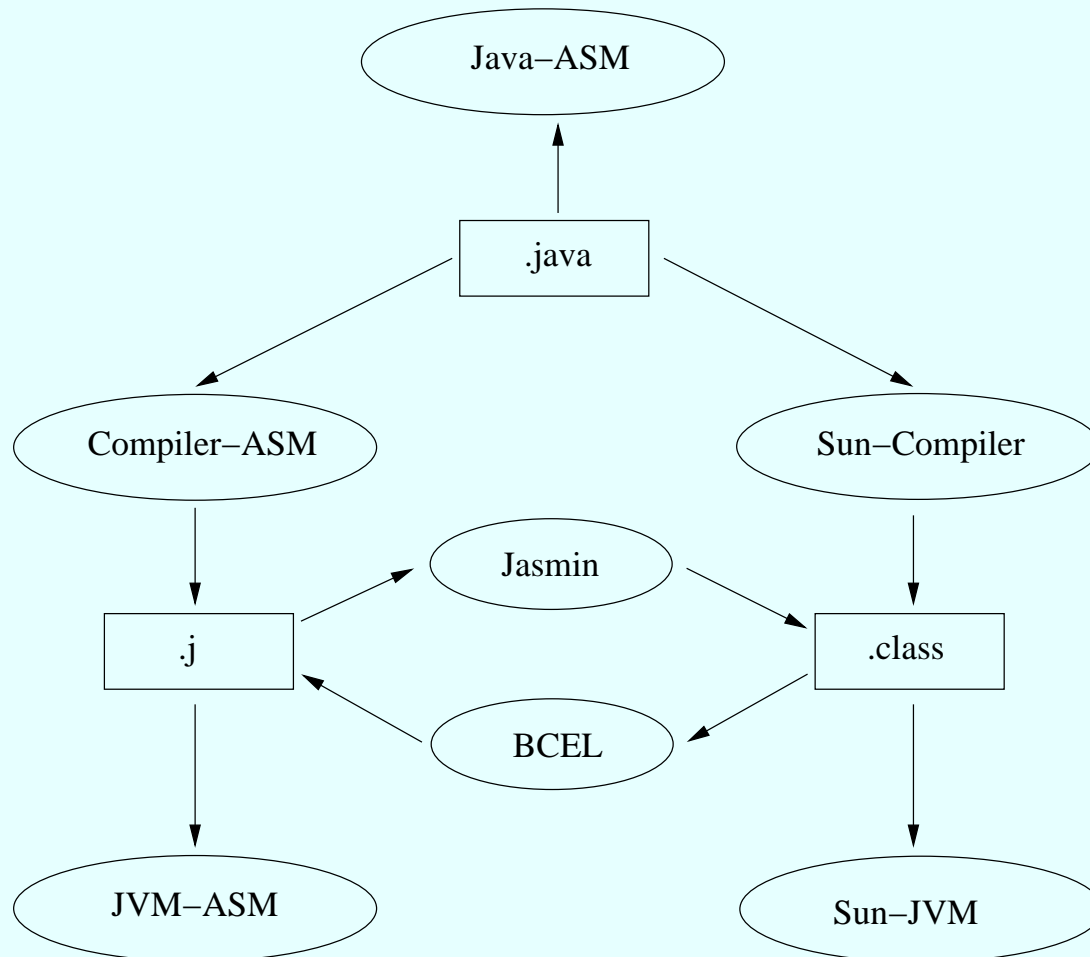 Java−ASM
.java
Compiler−ASM
Sun−Compiler
Jasmin
.j
.class
BCEL
JVM−ASM
Sun−JVM